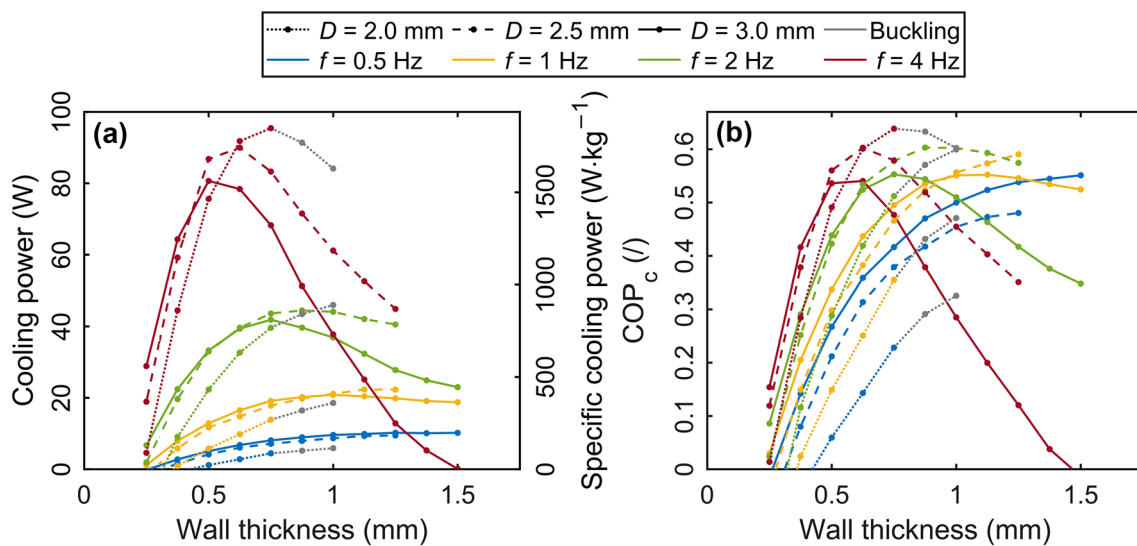 D = 2.0 mm D = 2.5 mm D = 3.0 mm Buckling
f = 0.5 Hz f = 1 Hz f = 2 Hz f = 4 Hz
(a)
Cooling power (W)
100
80
60
40
20
0
0 0.5 1 1.5
Wall thickness (mm)
Specific cooling power (W·kg⁻¹)
1500
1000
500
0
(b)
COP_c (/)
0.6
0.5
0.4
0.3
0.2
0.1
0
0 0.5 1 1.5
Wall thickness (mm)